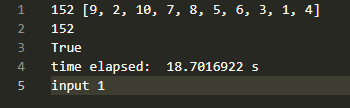 1 152 [9, 2, 10, 7, 8, 5, 6, 3, 1, 4]
2 152
3 True
4 time elapsed:  18.7016922 s
5 input 1